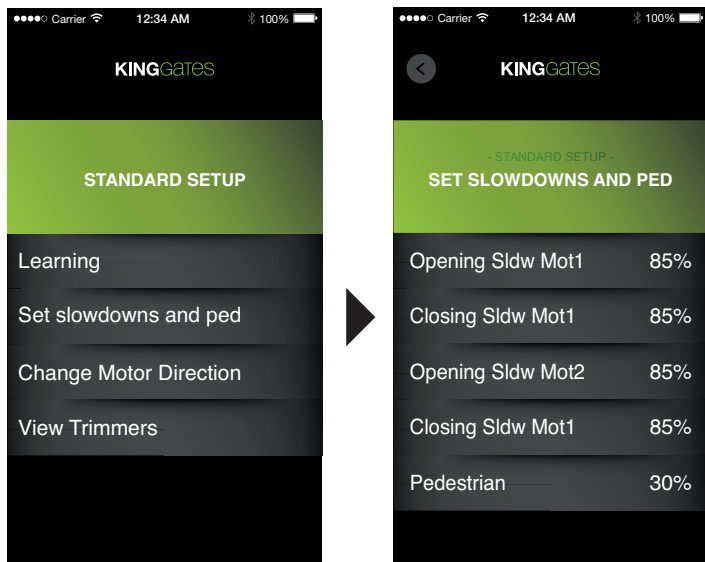 Carrier 12:34 AM 100%
KINGGATES
STANDARD SETUP
Learning
Set slowdowns and ped
Change Motor Direction
View Trimmers
Carrier 12:34 AM 100%
KINGGATES
- STANDARD SETUP -
SET SLOWDOWNS AND PED
Opening Sldw Mot1 85%
Closing Sldw Mot1 85%
Opening Sldw Mot2 85%
Closing Sldw Mot1 85%
Pedestrian 30%